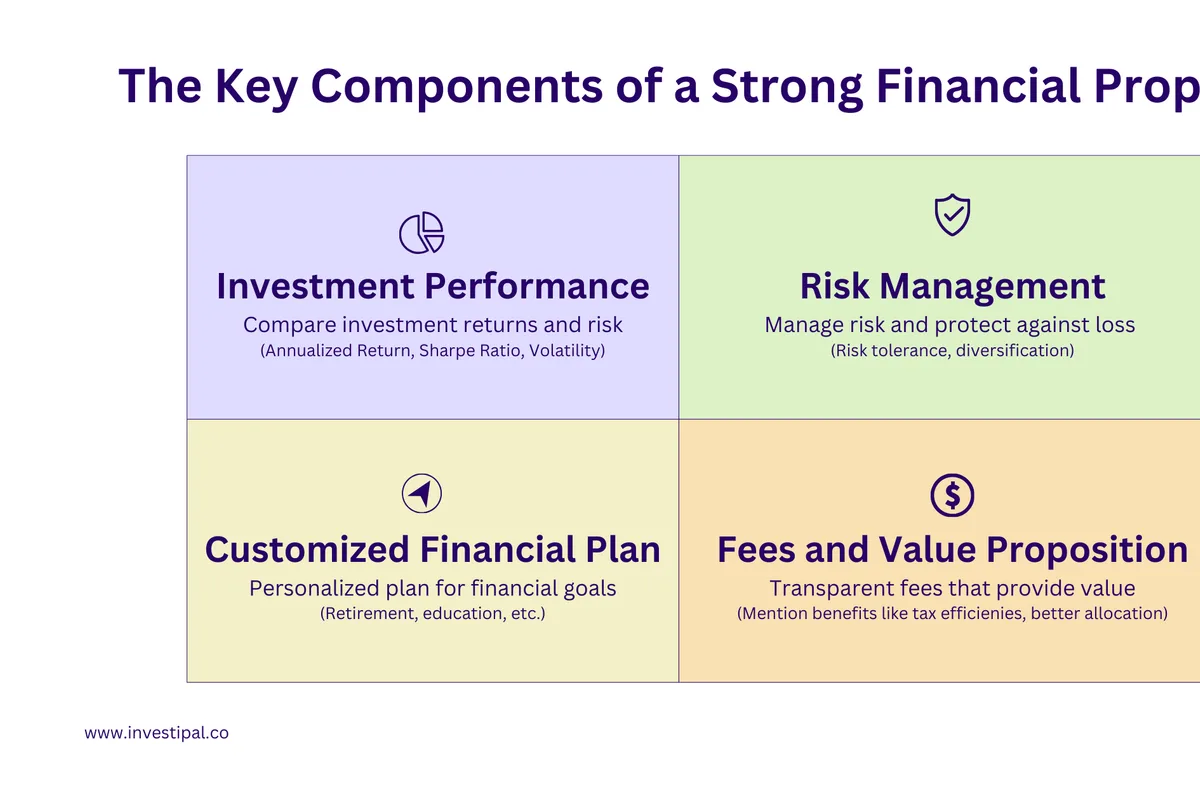 The Key Components of a Strong Financial Prop
Investment Performance
Compare investment returns and risk
(Annualized Return, Sharpe Ratio, Volatility)
Risk Management
Manage risk and protect against loss
(Risk tolerance, diversification)
Customized Financial Plan
Personalized plan for financial goals
(Retirement, education, etc.)
Fees and Value Proposition
Transparent fees that provide value
(Mention benefits like tax efficienies, better allocation)
www.investipal.co